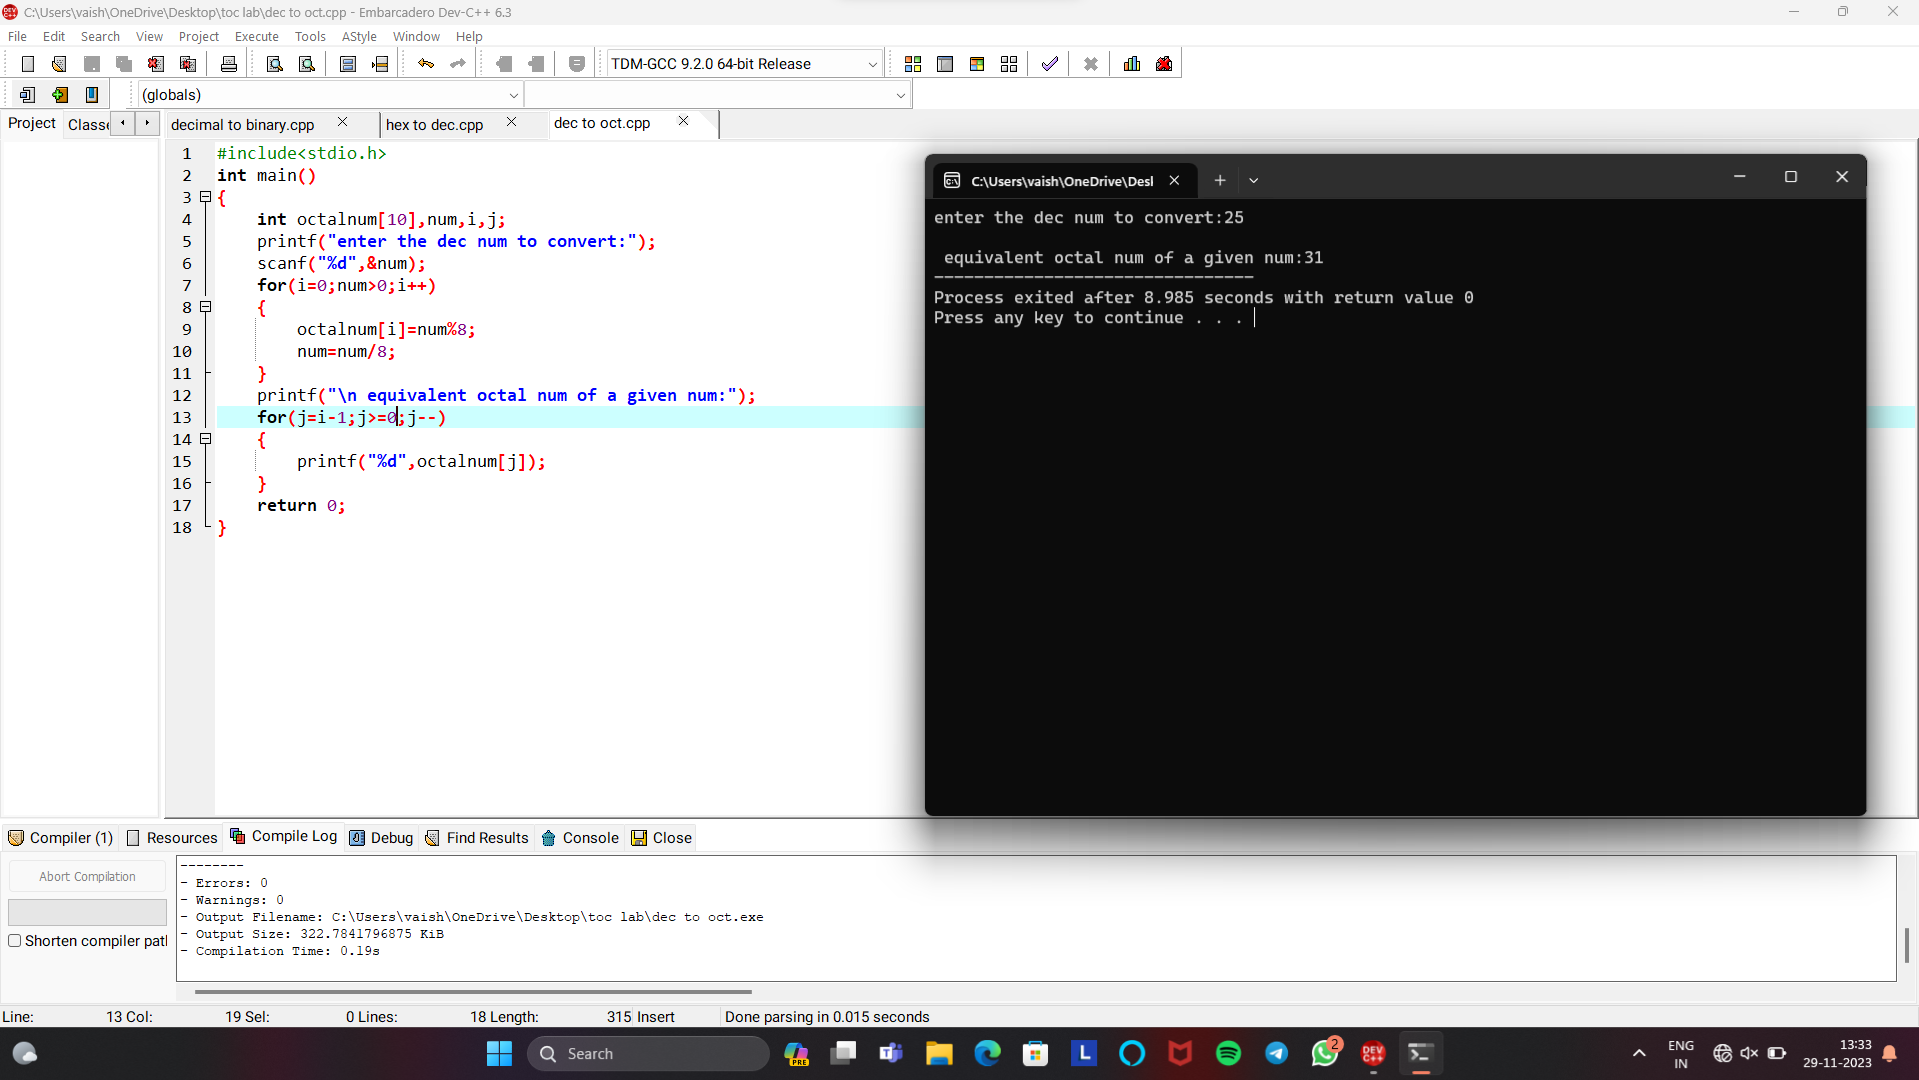 C:\Users\vaish\OneDrive\Desktop\toc lab\dec to oct.cpp - Embarcadero Dev-C++ 6.3
File Edit Search View Project Execute Tools AStyle Window Help
TDM-GCC 9.2.0 64-bit Release
(globals)
Project Classe decimal to binary.cpp hex to dec.cpp dec to oct.cpp
1 #include<stdio.h>
2 int main()
3 {
4 int octalnum[10],num,i,j;
5 printf("enter the dec num to convert:");
6 scanf("%d",&num);
7 for(i=0;num>0;i++)
8 {
9 octalnum[i]=num%8;
10 num=num/8;
11 }
12 printf("\n equivalent octal num of a given num:");
13 for(j=i-1;j>=0;j--)
14 {
15 printf("%d",octalnum[j]);
16 }
17 return 0;
18 }
C:\Users\vaish\OneDrive\Desl
enter the dec num to convert:25
equivalent octal num of a given num:31
--------------------------------
Process exited after 8.985 seconds with return value 0
Press any key to continue . . .
Compiler (1) Resources Compile Log Debug Find Results Console Close
Abort Compilation
Shorten compiler patl
--------
- Errors: 0
- Warnings: 0
- Output Filename: C:\Users\vaish\OneDrive\Desktop\toc lab\dec to oct.exe
- Output Size: 322.7841796875 KiB
- Compilation Time: 0.19s
Line: 13 Col: 19 Sel: 0 Lines: 18 Length: 315 Insert Done parsing in 0.015 seconds
Search
PRE
L
2
DEV C++
ENG
IN
13:33
29-11-2023